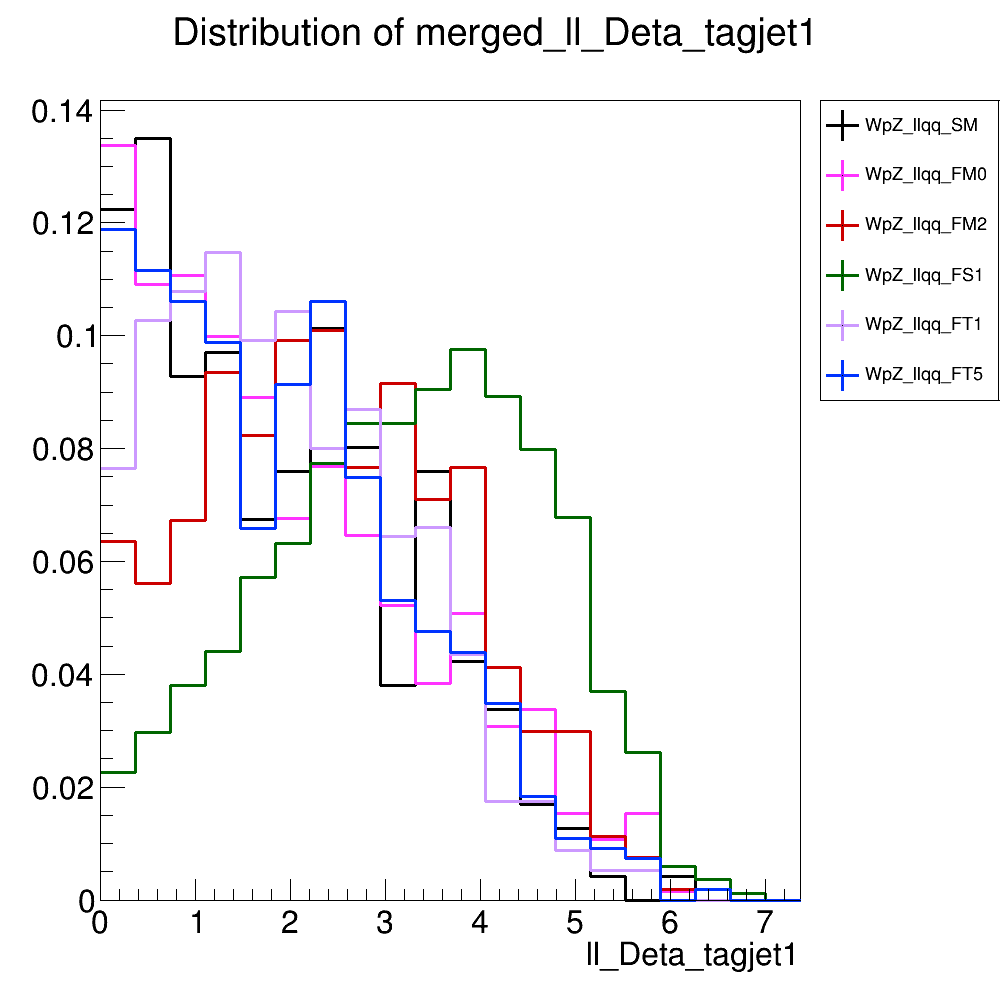 Distribution of merged_ll_Deta_tagjet1
0.14
0.12
0.1
0.08
0.06
0.04
0.02
0
0 1 2 3 4 5 6 7
ll_Deta_tagjet1
WpZ_llqq_SM
WpZ_llqq_FM0
WpZ_llqq_FM2
WpZ_llqq_FS1
WpZ_llqq_FT1
WpZ_llqq_FT5